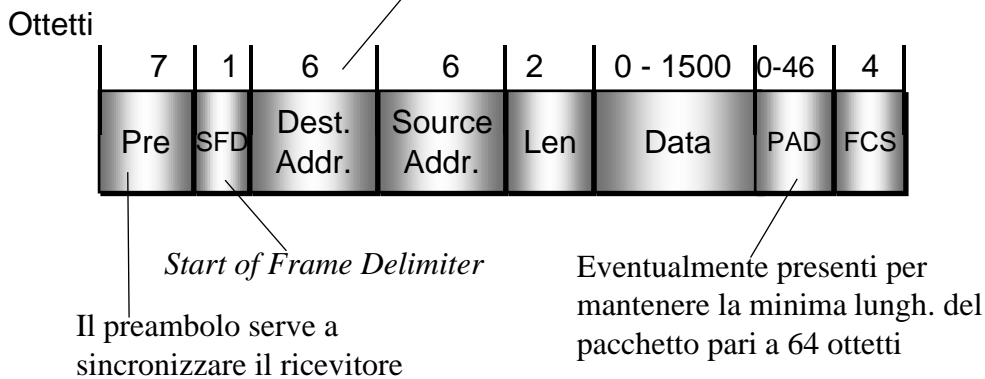 Ottetti
7 1 6 6 2 0 - 1500 0-46 4
Pre SFD Dest. Addr. Source Addr. Len Data PAD FCS
Start of Frame Delimiter
Il preambolo serve a
sincronizzare il ricevitore
Eventualmente presenti per
mantenere la minima lungh. del
pacchetto pari a 64 ottetti